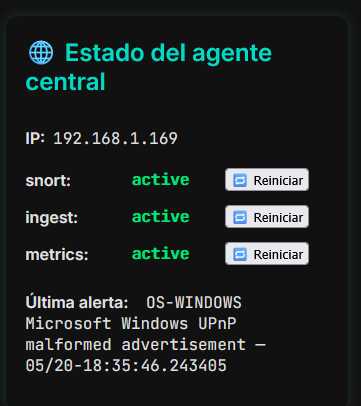 Estado del agente
central
IP: 192.168.1.169
snort: active Reiniciar
ingest: active Reiniciar
metrics: active Reiniciar
Última alerta: OS-WINDOWS
Microsoft Windows UPnP
malformed advertisement —
05/20-18:35:46.243405